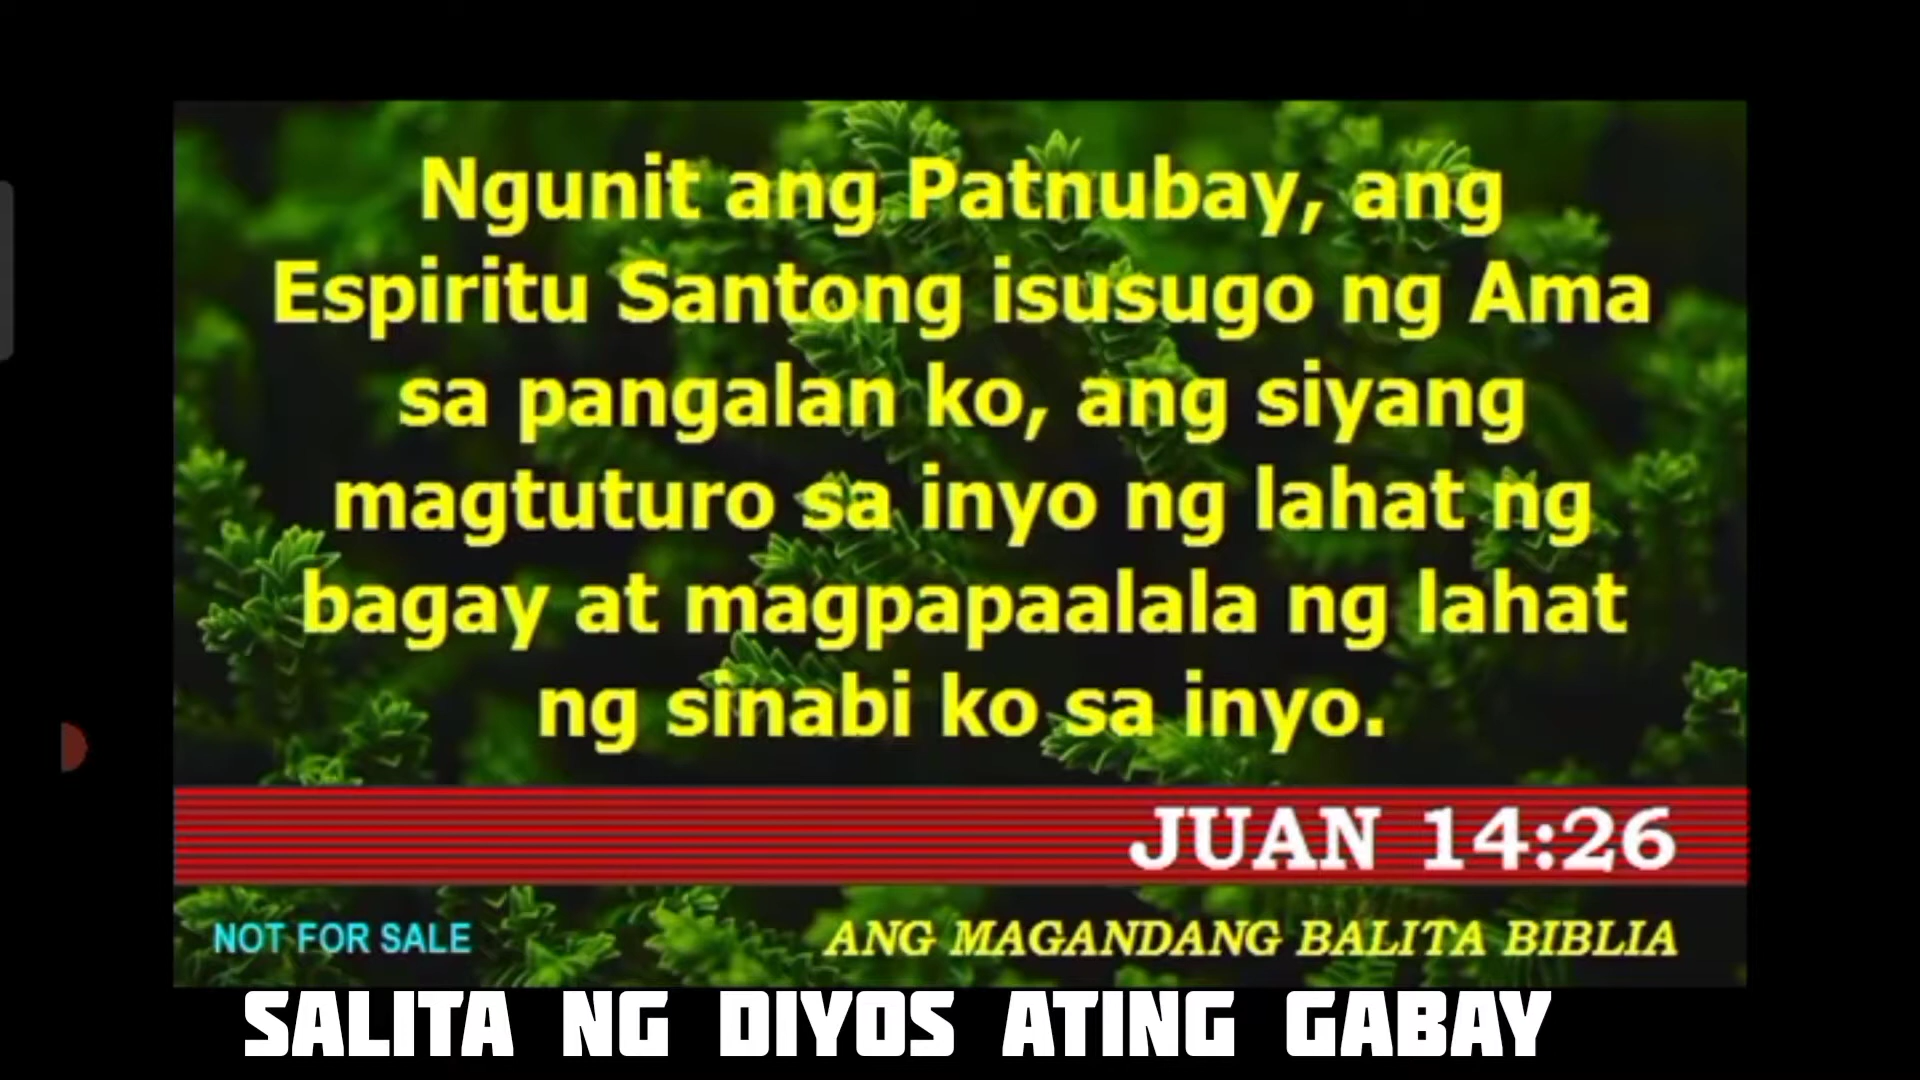 Ngunit ang Patnubay, ang
Espiritu Santong isusugo ng Ama
sa pangalan ko, ang siyang
magtuturo sa inyo ng lahat ng
bagay at magpapaalala ng lahat
ng sinabi ko sa inyo.
JUAN 14:26
NOT FOR SALE
ANG MAGANDANG BALITA BIBLIA
SALITA NG DIYOS ATING GABAY